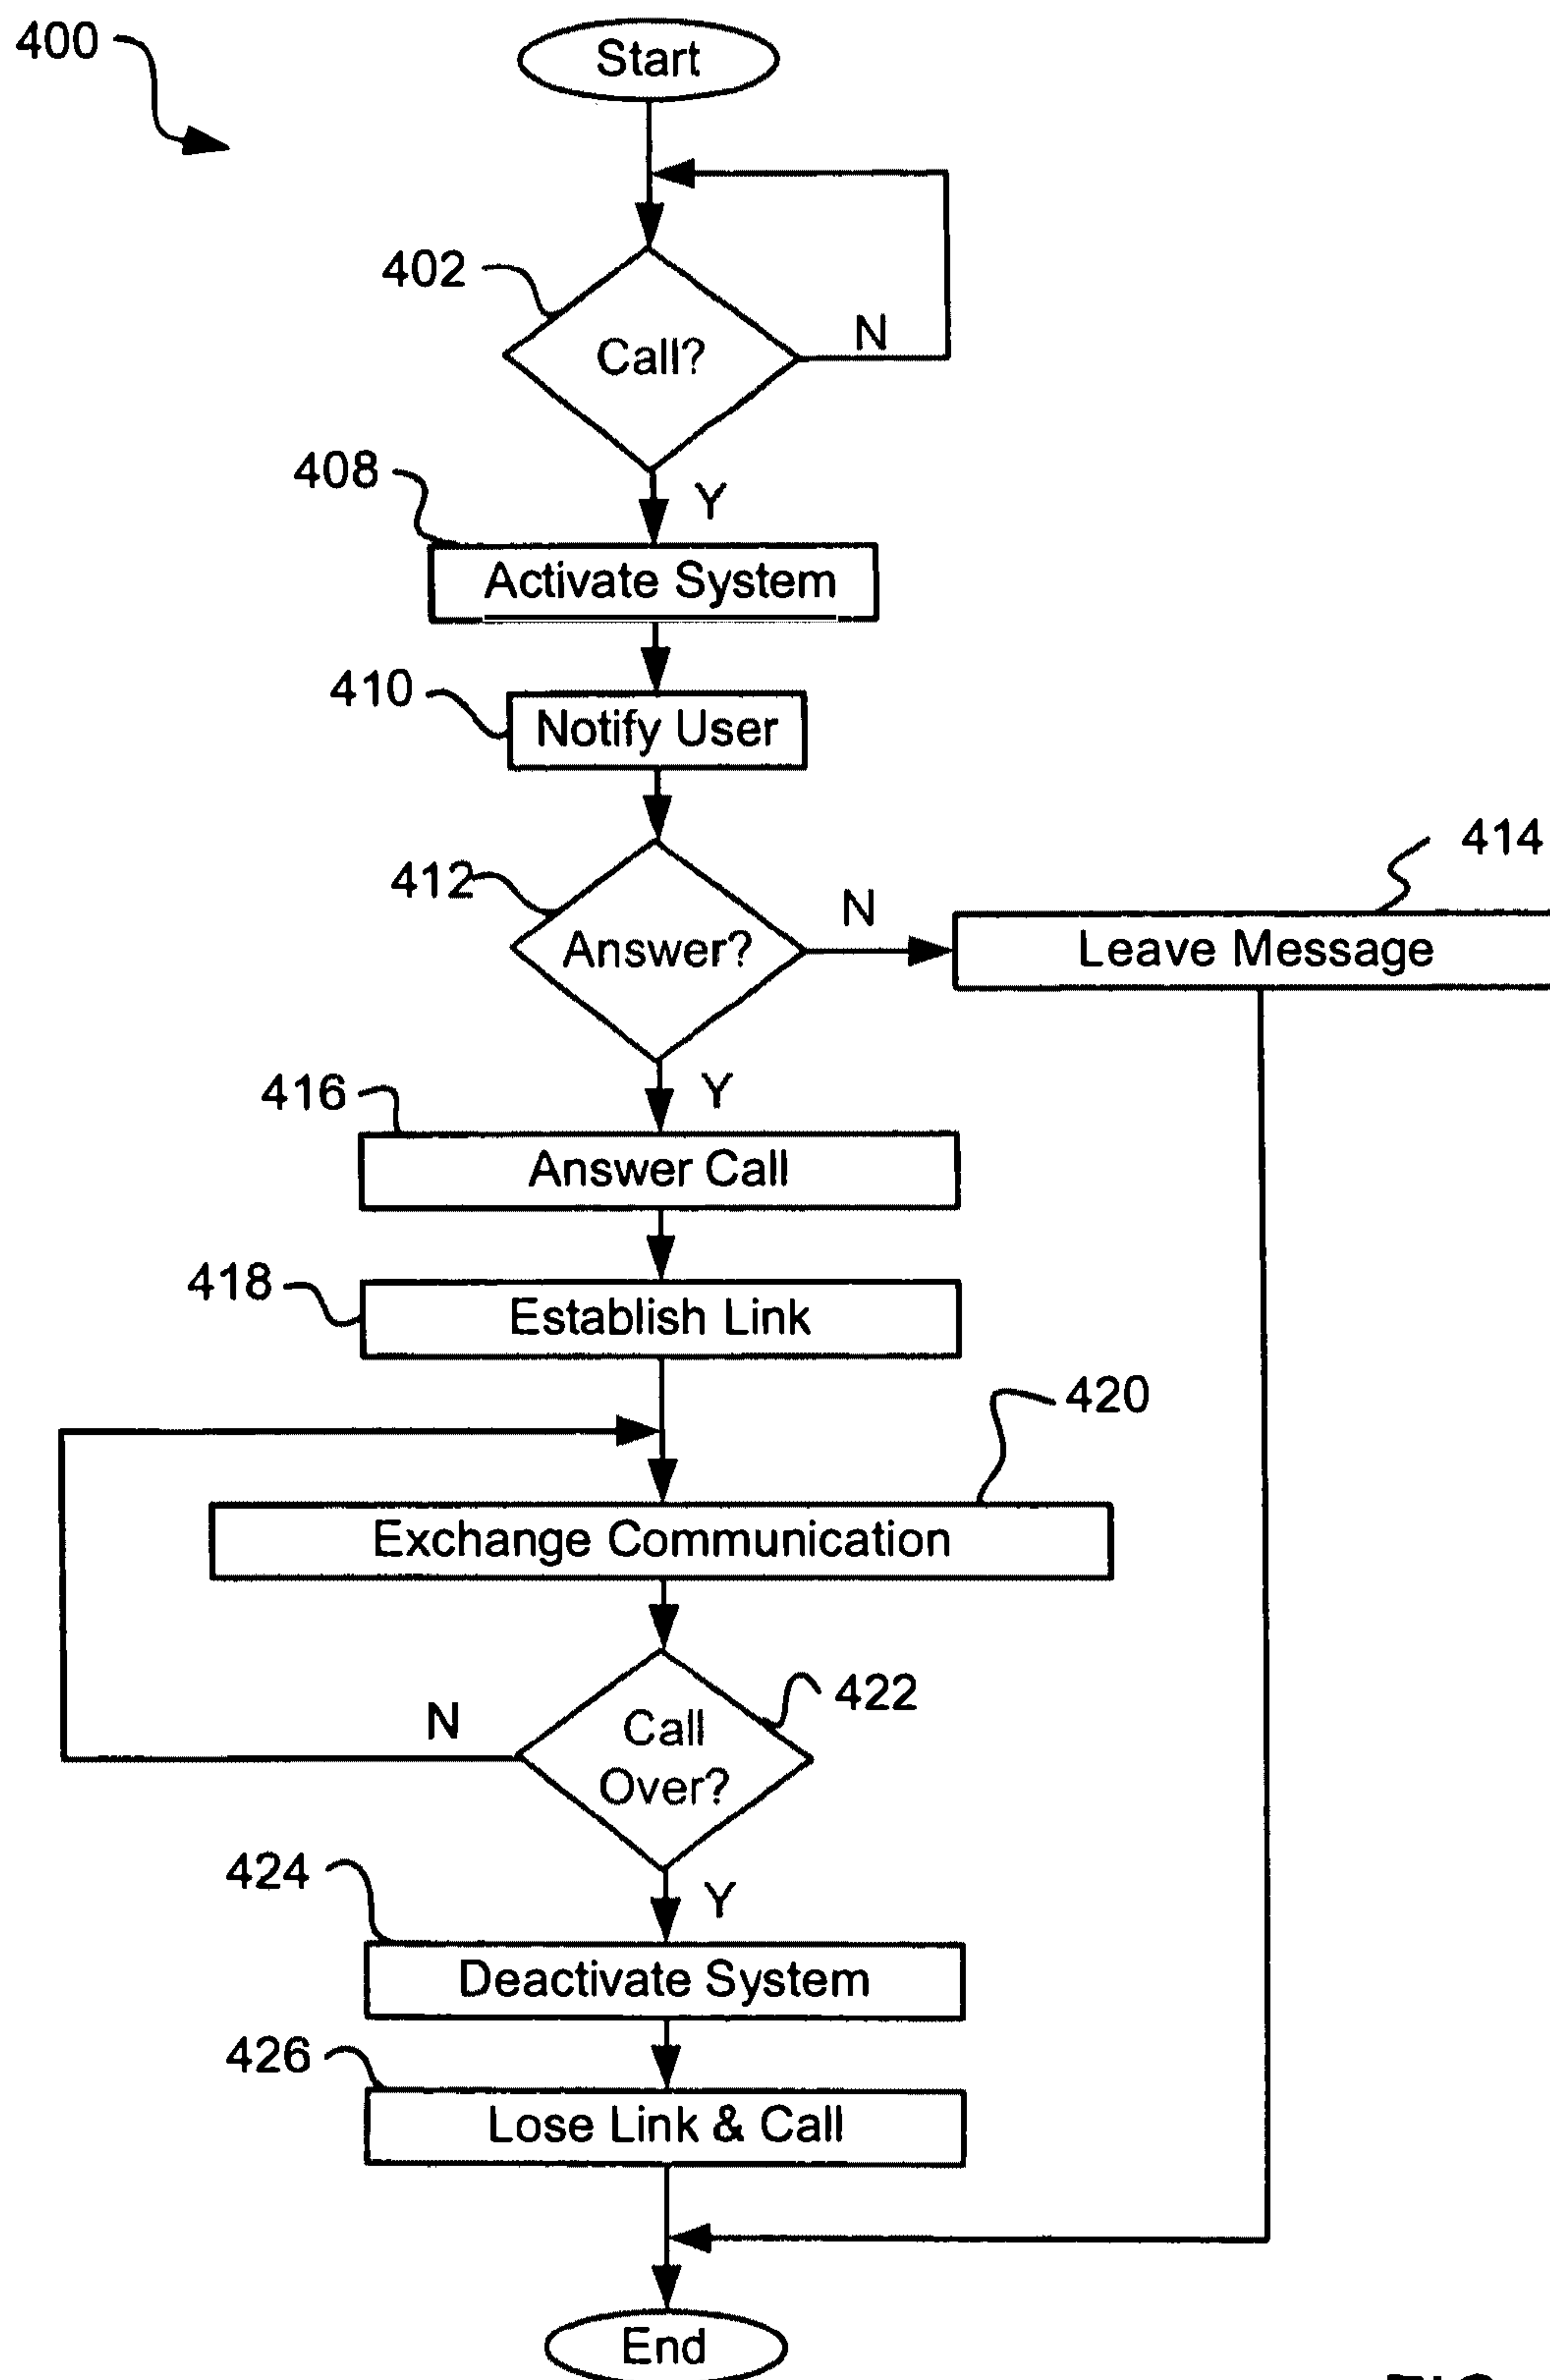 400
Start
402
Call?
N
408
Y
Activate System
410
Notify User
412
Answer?
N
414
Leave Message
416
Y
Answer Call
418
Establish Link
420
Exchange Communication
422
N
Call
Over?
424
Y
Deactivate System
426
Lose Link & Call
End